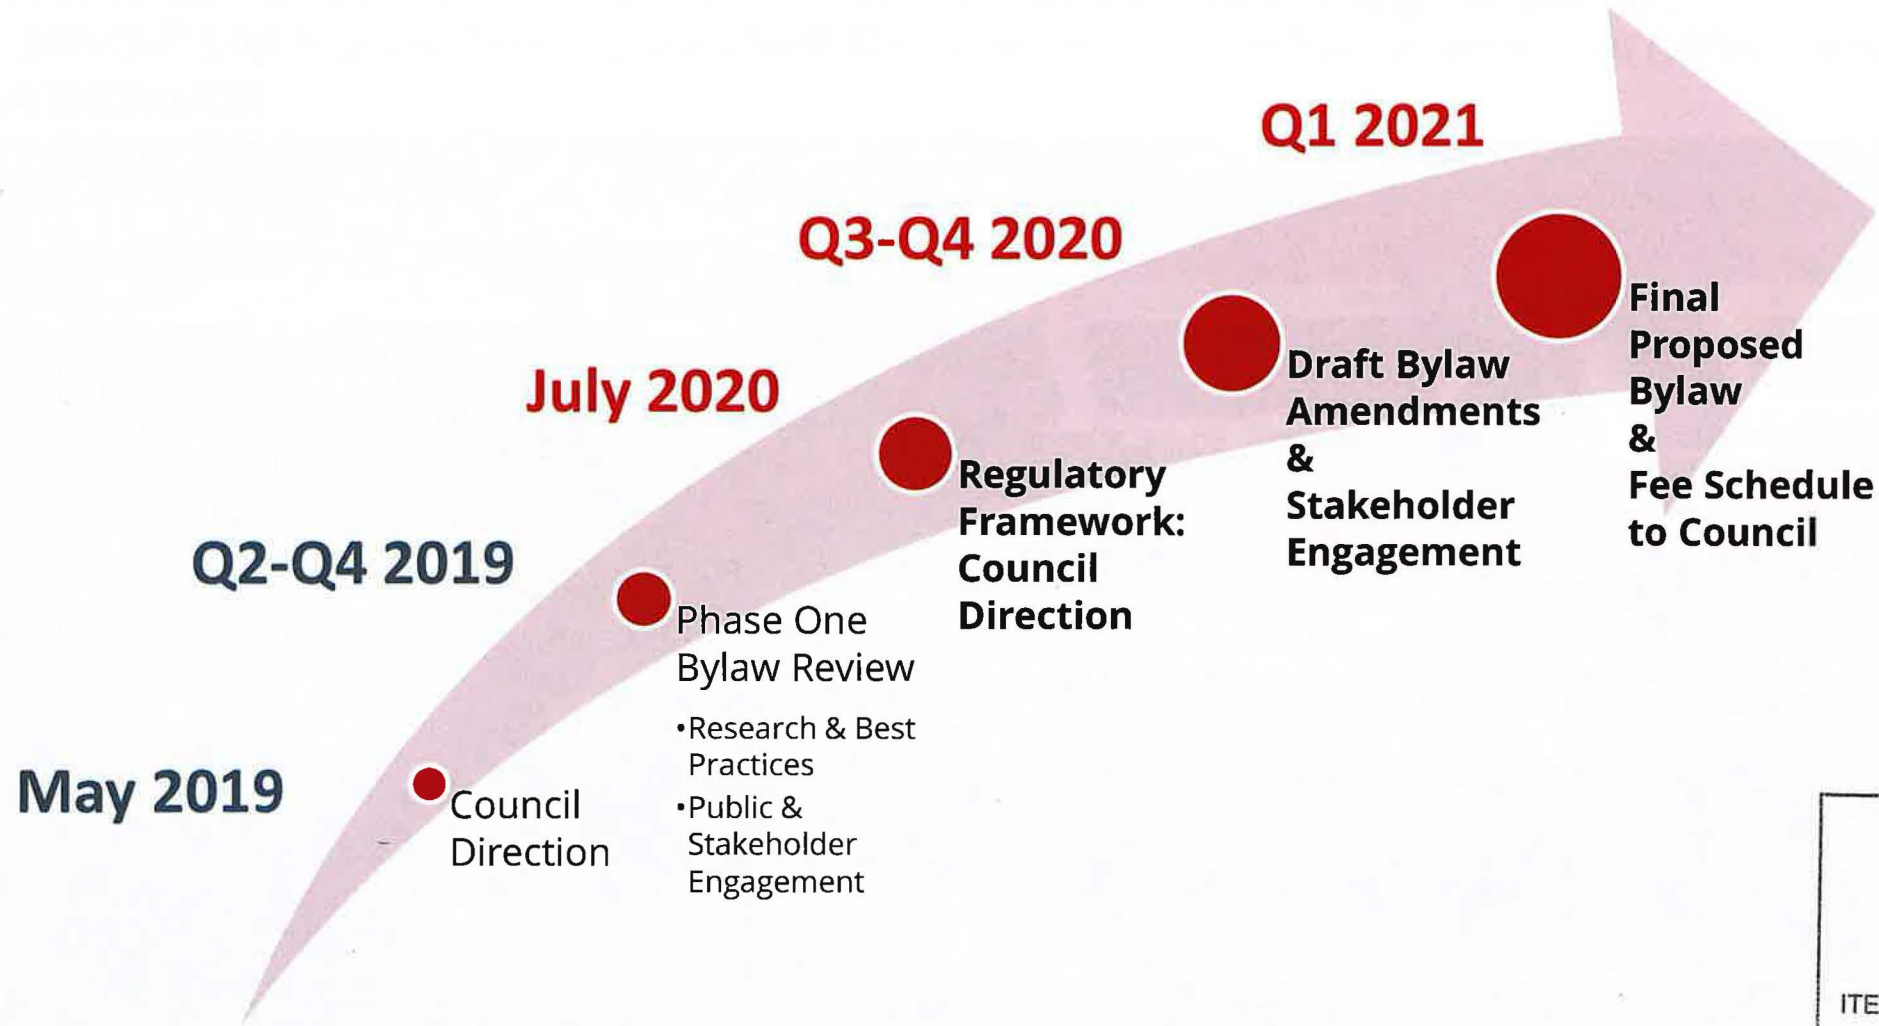 May 2019
Council
Direction
Q2-Q4 2019
Phase One
Bylaw Review
•Research & Best
Practices
•Public &
Stakeholder
Engagement
July 2020
Regulatory
Framework:
Council
Direction
Q3-Q4 2020
Draft Bylaw
Amendments
&
Stakeholder
Engagement
Q1 2021
Final
Proposed
Bylaw
&
Fee Schedule
to Council